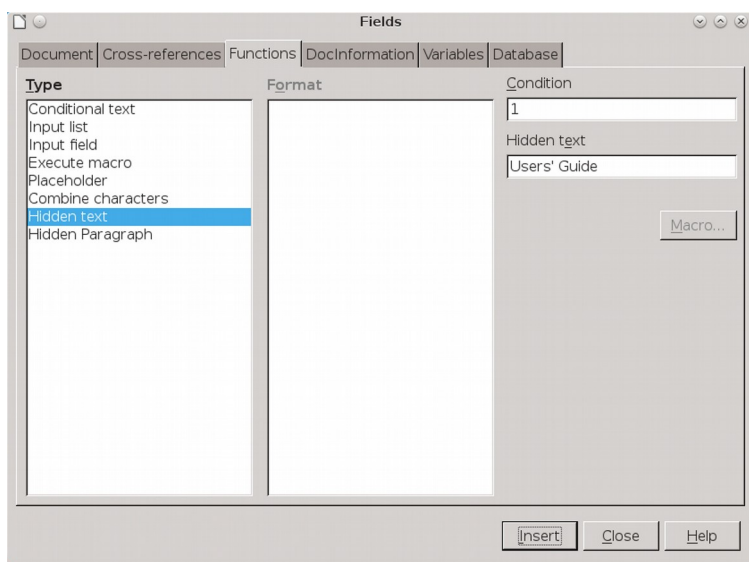 Fields
Document Cross-references Functions DocInformation Variables Database
Type
Conditional text
Input list
Input field
Execute macro
Placeholder
Combine characters
Hidden text
Hidden Paragraph
Format
Condition
1
Hidden text
Users' Guide
Macro...
Insert Close Help